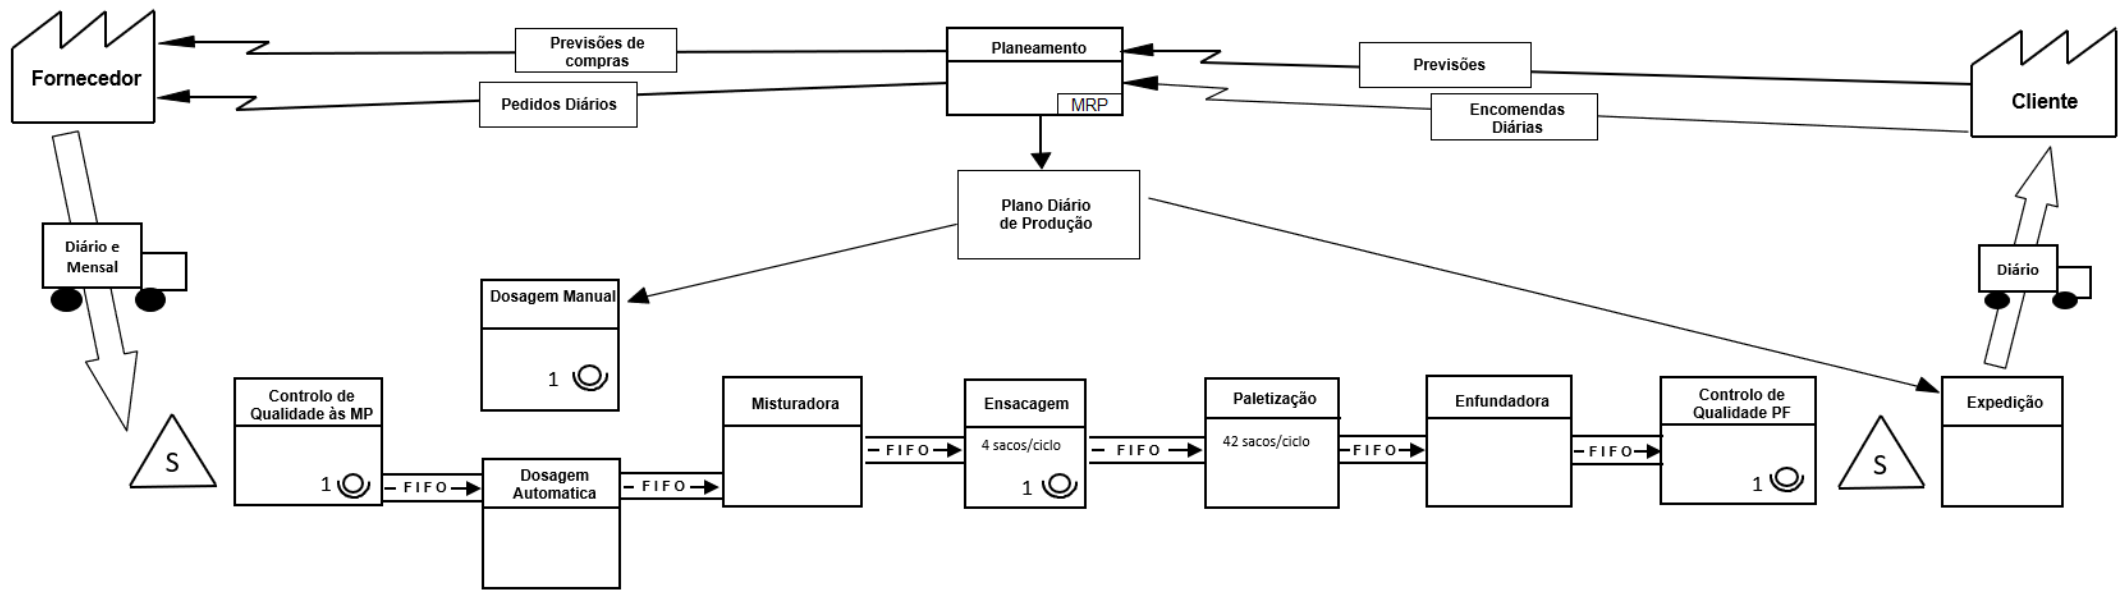 Fornecedor
Previsões de
compras
Pedidos Diários
Planeamento
MRP
Previsões
Encomendas
Diárias
Cliente
Plano Diário
de Produção
Diário e
Mensal
Diário
Dosagem Manual
1
S
Controlo de
Qualidade às MP
1
FIFO
Dosagem
Automatica
FIFO
Misturadora
FIFO
Ensacagem
4 sacos/ciclo
1
FIFO
Paletização
42 sacos/ciclo
FIFO
Enfundadora
FIFO
Controlo de
Qualidade PF
1
S
Expedição